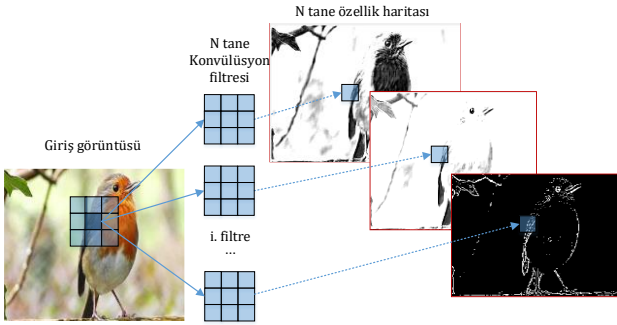 N tane özellik haritası
N tane
Konvülüsyon
filtresi
Giriş görüntüsü
i. filtre
...